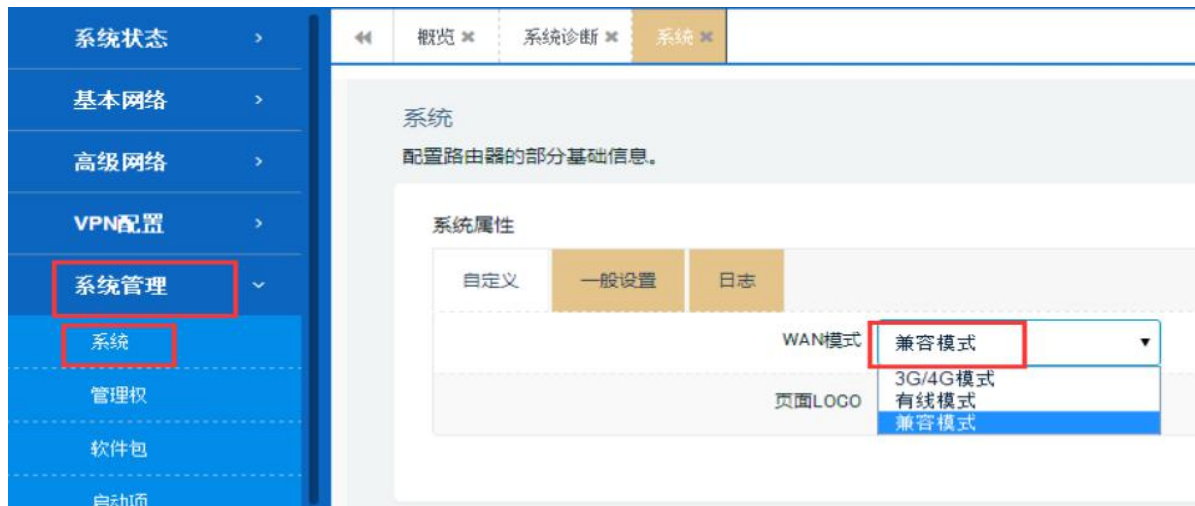 系统状态
基本网络
高级网络
VPN配置
系统管理
系统
管理权
软件包
启动项
概览
系统诊断
系统
系统
配置路由器的部分基础信息。
系统属性
自定义
一般设置
日志
WAN模式
兼容模式
3G/4G模式
有线模式
兼容模式
页面LOGO